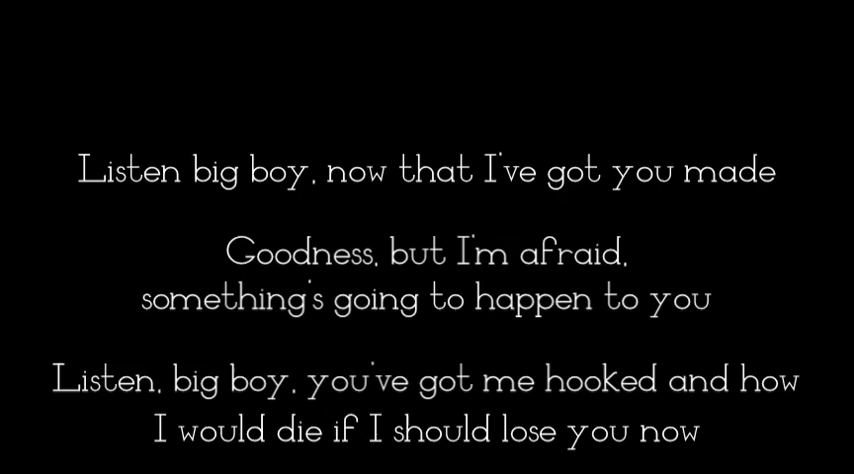 Listen big boy, now that I've got you made
Goodness, but I'm afraid,
something's going to happen to you
Listen, big boy, you've got me hooked and how
I would die if I should lose you now